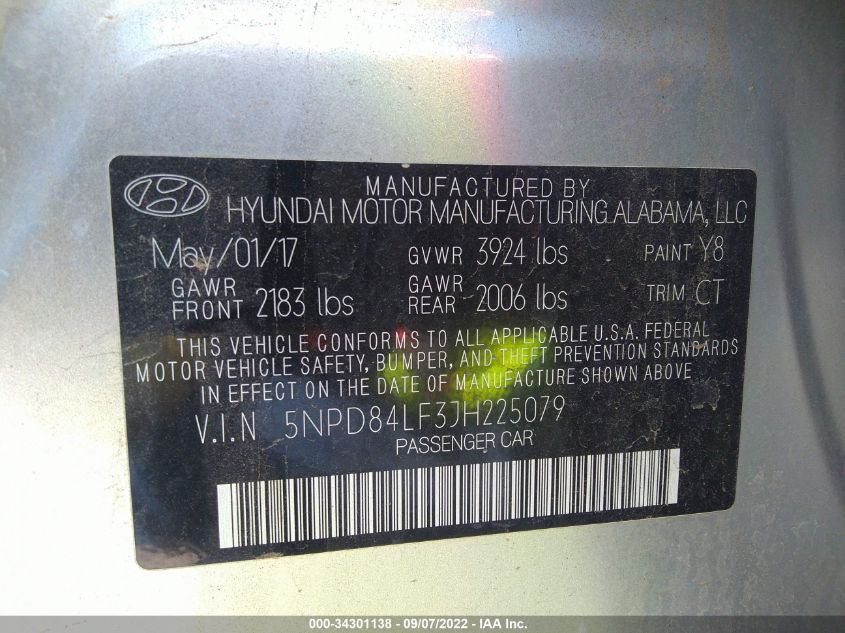 MANUFACTURED BY
HYUNDAI MOTOR MANUFACTURING ALABAMA, LLC
May/01/17 GVWR 3924 lbs PAINT Y8
GAWR FRONT 2183 lbs GAWR REAR 2006 lbs TRIM CT
THIS VEHICLE CONFORMS TO ALL APPLICABLE U.S.A. FEDERAL
MOTOR VEHICLE SAFETY, BUMPER, AND THEFT PREVENTION STANDARDS
IN EFFECT ON THE DATE OF MANUFACTURE SHOWN ABOVE
V.I.N 5NPD84LF3JH225079
PASSENGER CAR
000-34301138 - 09/07/2022 - IAA Inc.